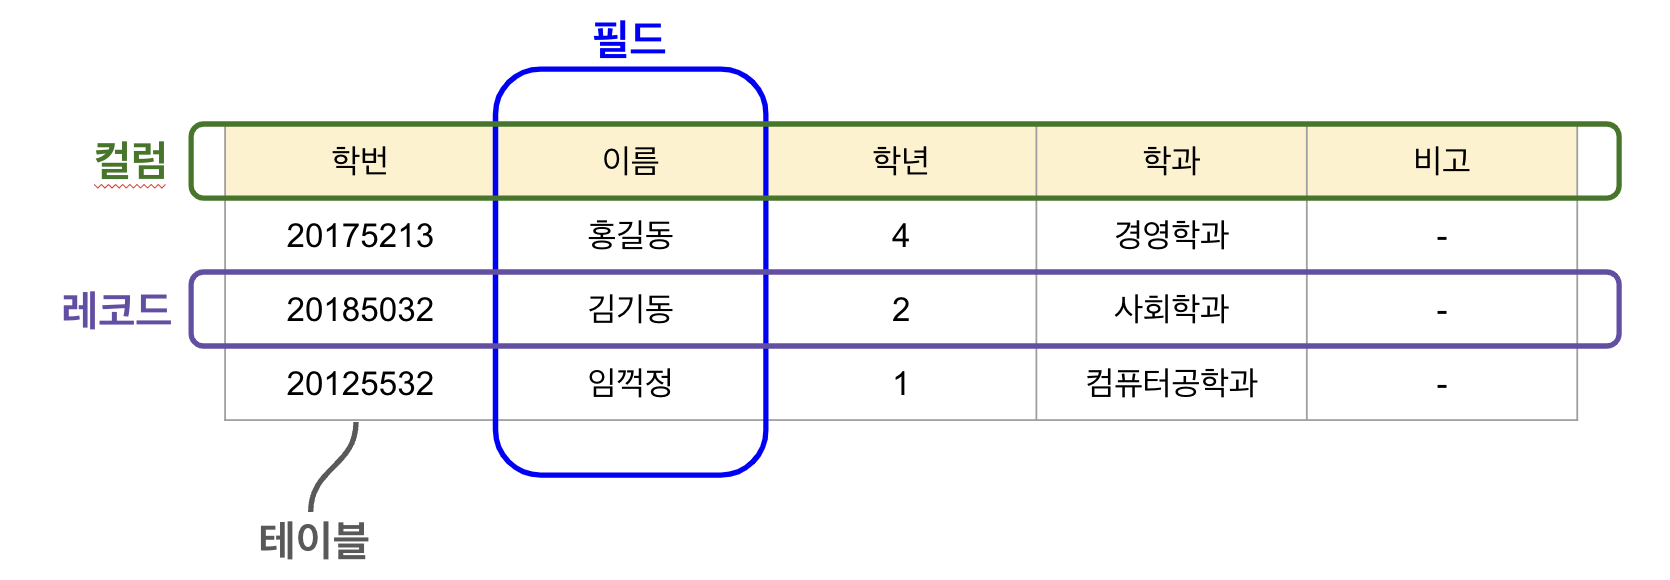 필드
컬럼 학번 이름 학년 학과 비고
20175213 홍길동 4 경영학과 -
레코드 20185032 김기동 2 사회학과 -
20125532 임꺽정 1 컴퓨터공학과 -
테이블